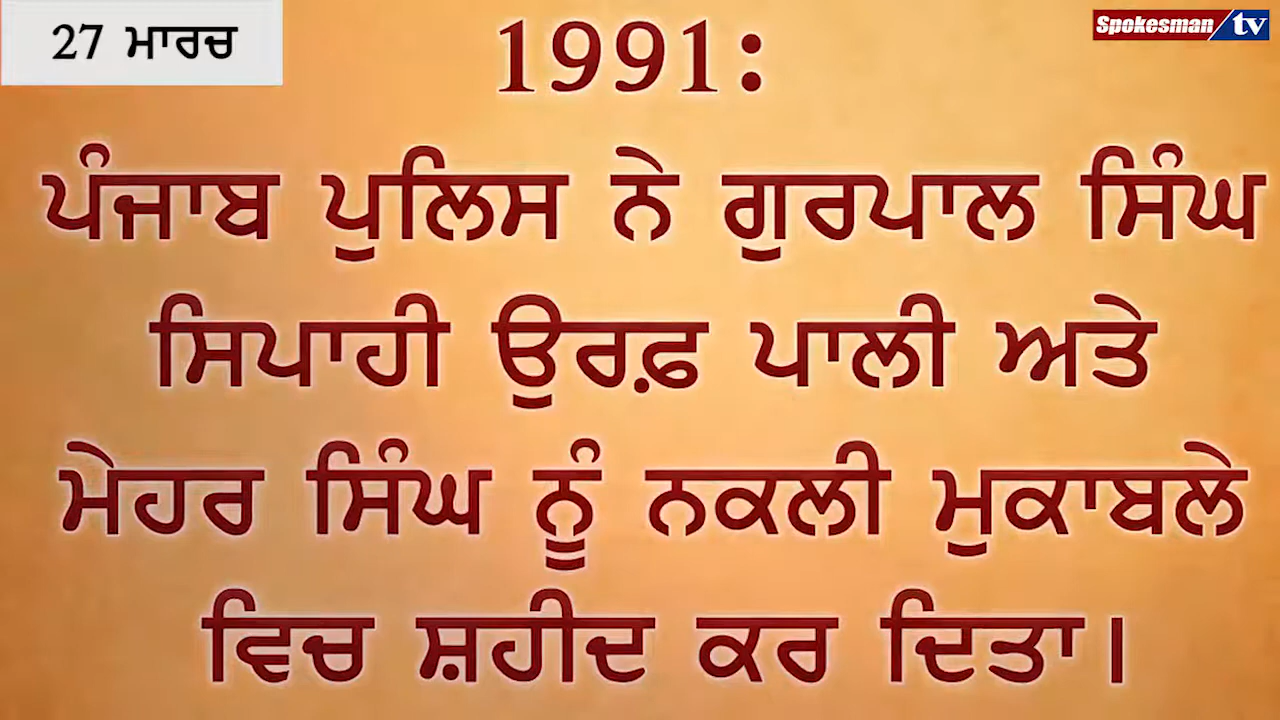 27 ਮਾਰਚ
Spokesman tv
1991:
ਪੰਜਾਬ ਪੁਲਿਸ ਨੇ ਗੁਰਪਾਲ ਸਿੰਘ
ਸਿਪਾਹੀ ਉਰਫ਼ ਪਾਲੀ ਅਤੇ
ਮੇਹਰ ਸਿੰਘ ਨੂੰ ਨਕਲੀ ਮੁਕਾਬਲੇ
ਵਿਚ ਸ਼ਹੀਦ ਕਰ ਦਿਤਾ।